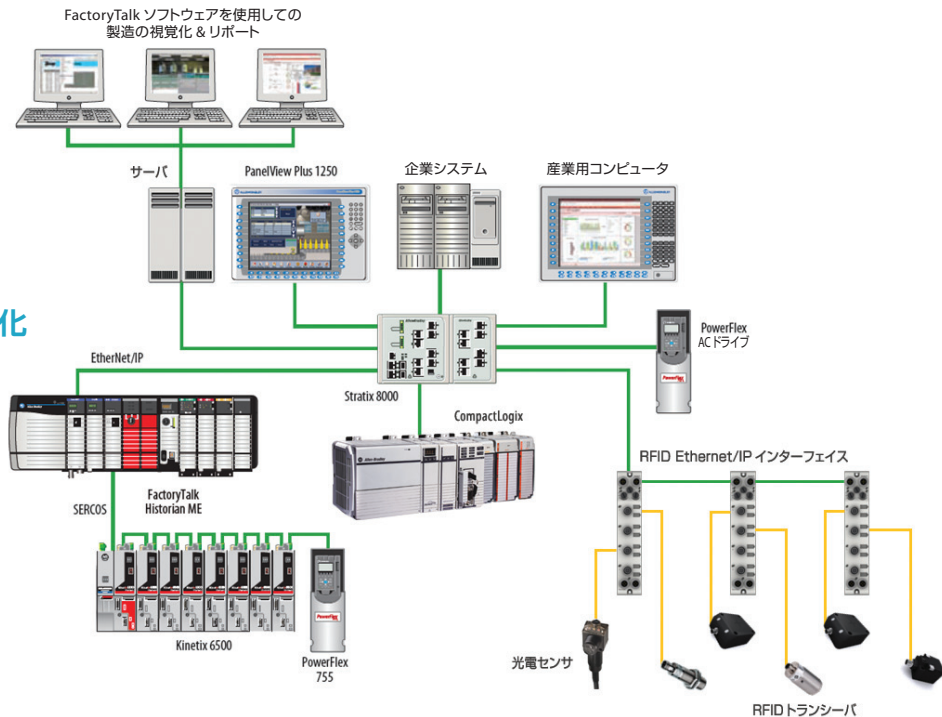 FactoryTalk ソフトウェアを使用しての
製造の視覚化 & リポート
サーバ
PanelView Plus 1250
企業システム
産業用コンピュータ
化
EtherNet/IP
Stratix 8000
PowerFlex
ACドライブ
CompactLogix
RFID Ethernet/IP インターフェイス
FactoryTalk
Historian ME
SERCOS
Kinetix 6500
PowerFlex
755
光電センサ
RFIDトランシーバ